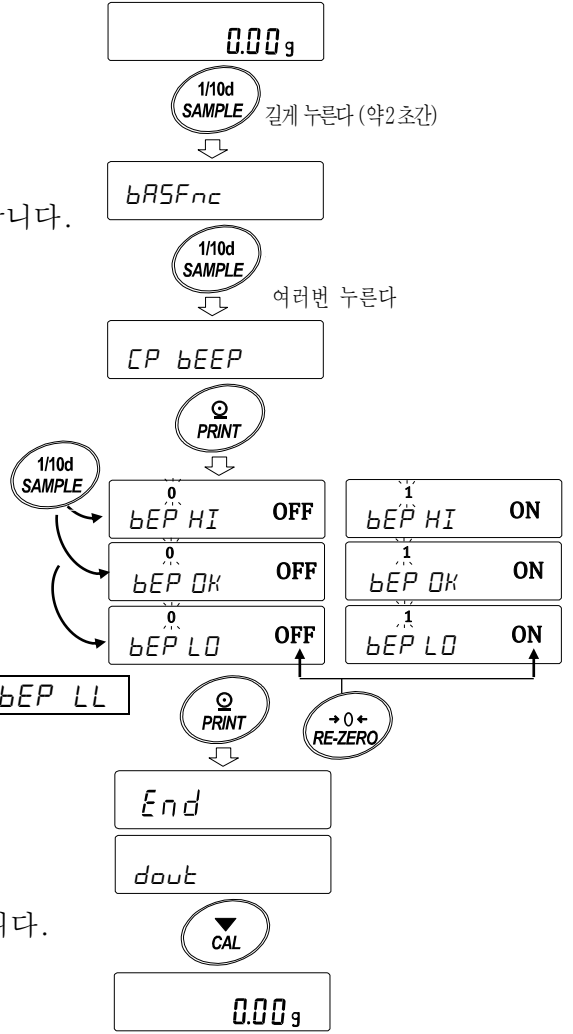 0.00 g
1/10d
SAMPLE
길게 누른다 (약2초간)
bASFnc
니다.
1/10d
SAMPLE
여러번 누른다
CP bEEP
PRINT
1/10d
SAMPLE
0
bEP HI OFF
1
bEP HI ON
0
bEP OK OFF
1
bEP OK ON
0
bEP LO OFF
1
bEP LO ON
bEP LL
PRINT
→0←
RE-ZERO
End
dout
니다.
CAL
0.00 g